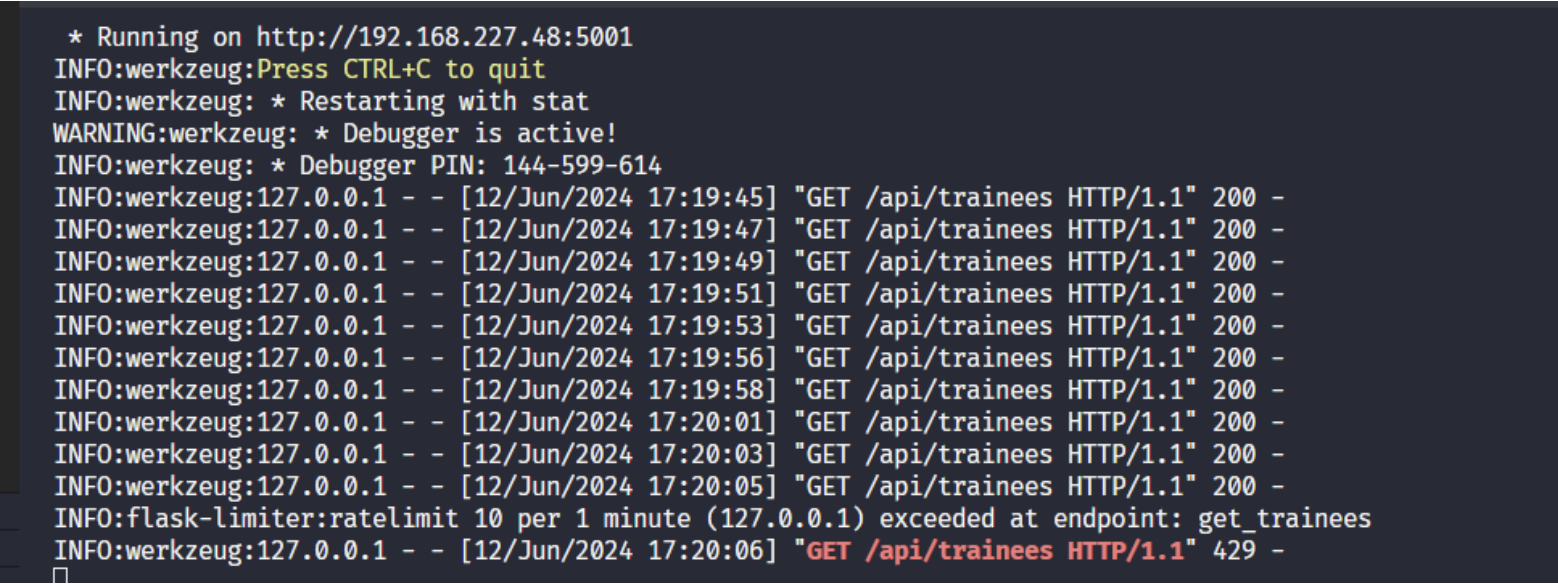 * Running on http://192.168.227.48:5001
INFO:werkzeug:Press CTRL+C to quit
INFO:werkzeug: * Restarting with stat
WARNING:werkzeug: * Debugger is active!
INFO:werkzeug: * Debugger PIN: 144-599-614
INFO:werkzeug:127.0.0.1 - - [12/Jun/2024 17:19:45] "GET /api/trainees HTTP/1.1" 200 -
INFO:werkzeug:127.0.0.1 - - [12/Jun/2024 17:19:47] "GET /api/trainees HTTP/1.1" 200 -
INFO:werkzeug:127.0.0.1 - - [12/Jun/2024 17:19:49] "GET /api/trainees HTTP/1.1" 200 -
INFO:werkzeug:127.0.0.1 - - [12/Jun/2024 17:19:51] "GET /api/trainees HTTP/1.1" 200 -
INFO:werkzeug:127.0.0.1 - - [12/Jun/2024 17:19:53] "GET /api/trainees HTTP/1.1" 200 -
INFO:werkzeug:127.0.0.1 - - [12/Jun/2024 17:19:56] "GET /api/trainees HTTP/1.1" 200 -
INFO:werkzeug:127.0.0.1 - - [12/Jun/2024 17:19:58] "GET /api/trainees HTTP/1.1" 200 -
INFO:werkzeug:127.0.0.1 - - [12/Jun/2024 17:20:01] "GET /api/trainees HTTP/1.1" 200 -
INFO:werkzeug:127.0.0.1 - - [12/Jun/2024 17:20:03] "GET /api/trainees HTTP/1.1" 200 -
INFO:werkzeug:127.0.0.1 - - [12/Jun/2024 17:20:05] "GET /api/trainees HTTP/1.1" 200 -
INFO:flask-limiter:ratelimit 10 per 1 minute (127.0.0.1) exceeded at endpoint: get_trainees
INFO:werkzeug:127.0.0.1 - - [12/Jun/2024 17:20:06] "GET /api/trainees HTTP/1.1" 429 -